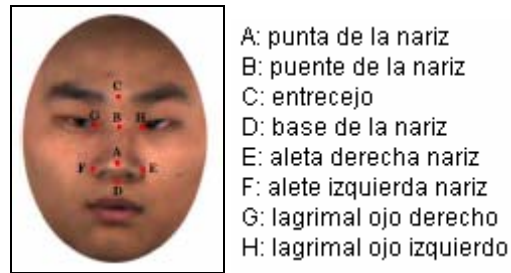 C
G B H
A
F E
D
A: punta de la nariz
B: puente de la nariz
C: entrecejo
D: base de la nariz
E: aleta derecha nariz
F: alete izquierda nariz
G: lagrimal ojo derecho
H: lagrimal ojo izquierdo